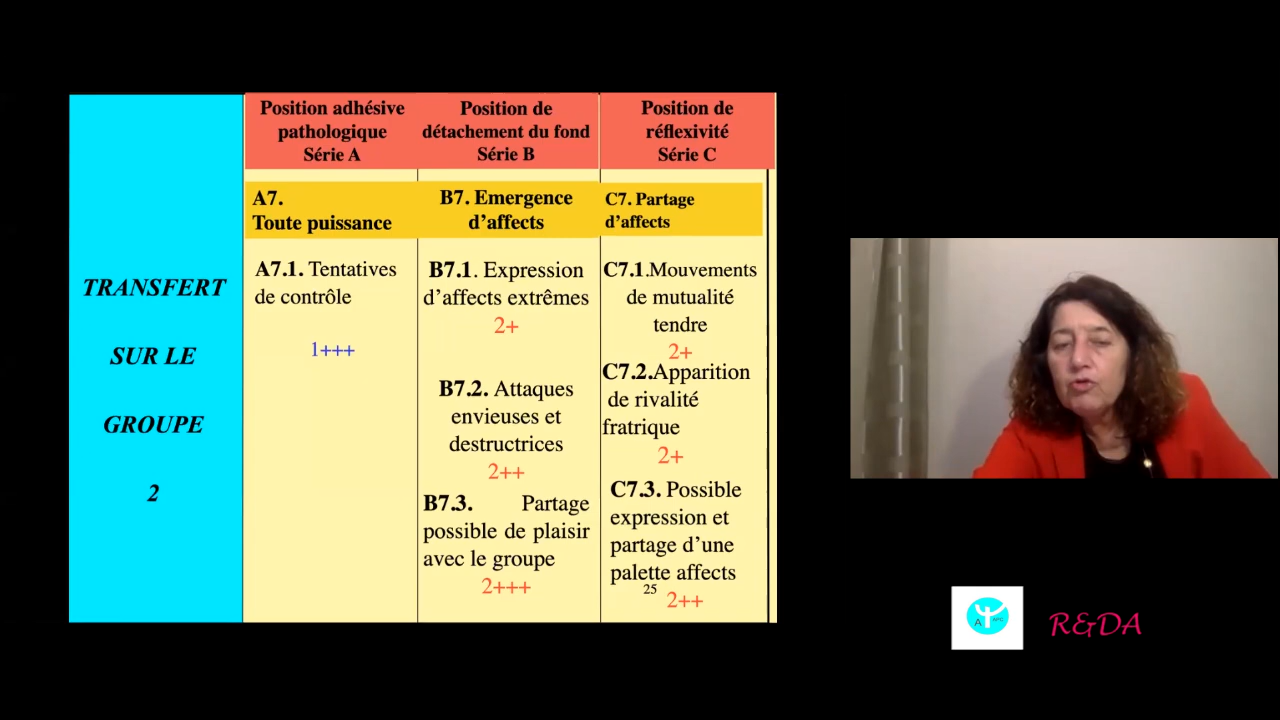 TRANSFERT
SUR LE
GROUPE
2
Position adhésive
pathologique
Série A
Position de
détachement du fond
Série B
Position de
réflexivité
Série C
A7.
Toute puissance
B7. Emergence
d’affects
C7. Partage
d’affects
A7.1. Tentatives
de contrôle
1+++
B7.1. Expression
d’affects extrêmes
2+
B7.2. Attaques
envieuses et
destructrices
2++
B7.3. Partage
possible de plaisir
avec le groupe
2+++
C7.1.Mouvements
de mutualité
tendre
2+
C7.2.Apparition
de rivalité
fratrique
2+
C7.3. Possible
expression et
partage d’une
palette affects
25
2++
R&DA